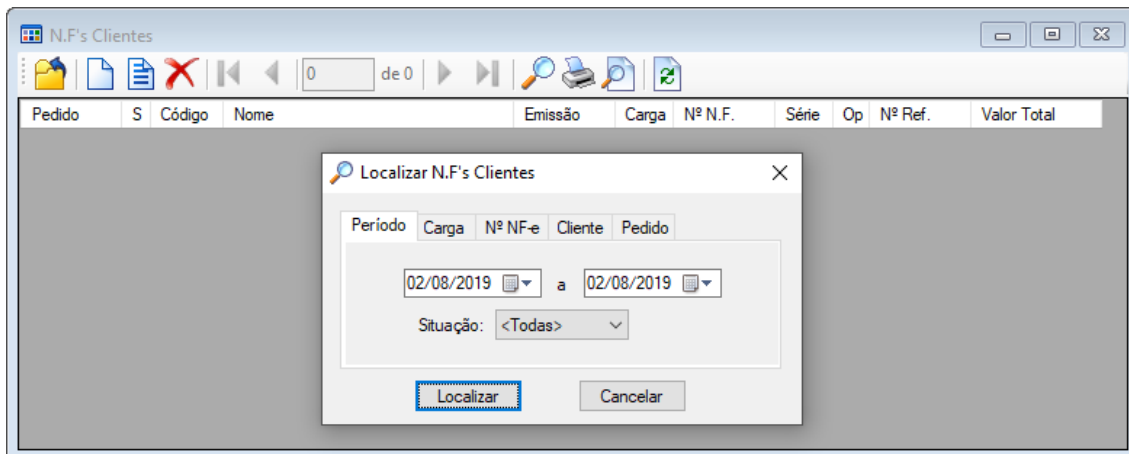 N.F's Clientes
0 de 0
Pedido S Código Nome Emissão Carga Nº N.F. Série Op Nº Ref. Valor Total
Localizar N.F's Clientes
Período Carga Nº NF-e Cliente Pedido
02/08/2019 a 02/08/2019
Situação: <Todas>
Localizar Cancelar